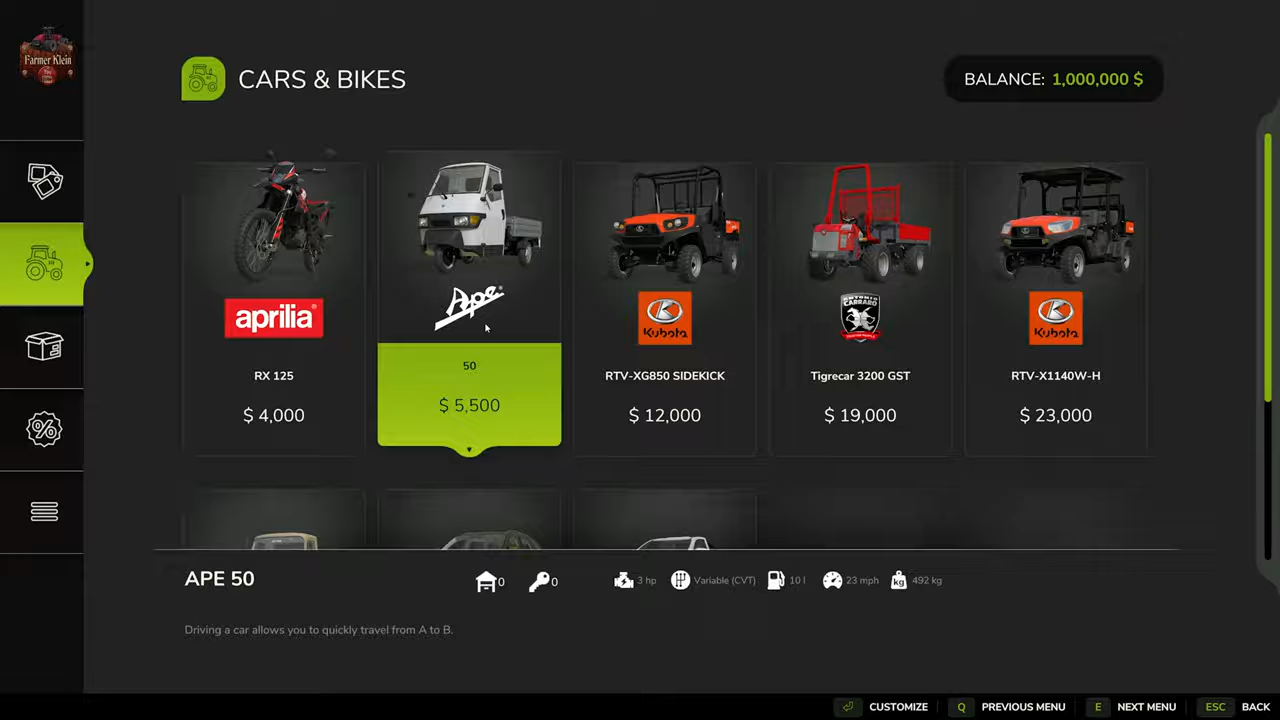 Farmer Klein
CARS & BIKES
BALANCE: 1,000,000 $
aprilia®
RX 125
$ 4,000
Ape®
50
$ 5,500
Kubota
RTV-XG850 SIDEKICK
$ 12,000
ANTONIO
CARRARO
Tigrecar 3200 GST
$ 19,000
Kubota
RTV-X1140W-H
$ 23,000
APE 50
0
0
3 hp
Variable (CVT)
10 l
23 mph
kg
492 kg
Driving a car allows you to quickly travel from A to B.
CUSTOMIZE
Q PREVIOUS MENU
E NEXT MENU
ESC BACK